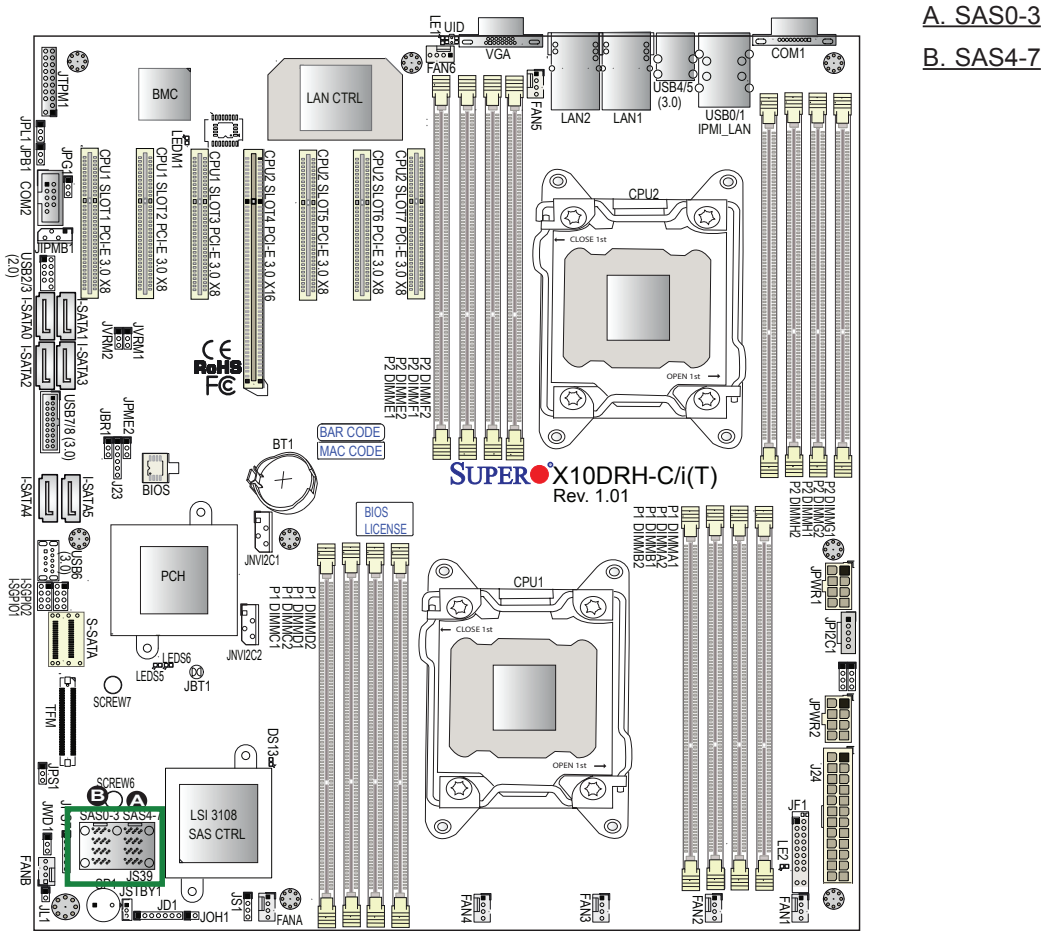 A. SAS0-3
B. SAS4-7
LE1
UID
VGA
COM1
FAN6
FAN5
LAN2
LAN1
USB4/5
(3.0)
USB0/1
IPMI_LAN
JTPM1
BMC
LAN CTRL
LEDM1
JPL1
JPB1
JPG1
COM2
JIPMB1
CPU1 SLOT1 PCI-E 3.0 X8
CPU1 SLOT2 PCI-E 3.0 X8
CPU1 SLOT3 PCI-E 3.0 X8
CPU2 SLOT4 PCI-E 3.0 X16
CPU2 SLOT5 PCI-E 3.0 X8
CPU2 SLOT6 PCI-E 3.0 X8
CPU2 SLOT7 PCI-E 3.0 X8
CPU2
CLOSE 1st
OPEN 1st
USB2/3
(2.0)
I-SATA0
I-SATA1
I-SATA2
I-SATA3
JVRM2
JVRM1
CE
RoHS
FC
P2 DIMME1
P2 DIMME2
P2 DIMMF1
P2 DIMMF2
USB7/8 (3.0)
JBR1
JPME2
J23
BIOS
BT1
BAR CODE
MAC CODE
SUPER X10DRH-C/i(T)
Rev. 1.01
P2 DIMMH2
P2 DIMMH1
P2 DIMMG2
P2 DIMMG1
I-SATA4
I-SATA5
BIOS
LICENSE
JNVI2C1
P1 DIMMB2
P1 DIMMB1
P1 DIMMA2
P1 DIMMA1
USB6
(3.0)
I-SGPIO1
I-SGPIO2
PCH
S-SATA
JNVI2C2
P1 DIMMC1
P1 DIMMC2
P1 DIMMD1
P1 DIMMD2
CPU1
CLOSE 1st
OPEN 1st
JPWR1
JPI2C1
LEDS6
LEDS5
JBT1
SCREW7
TFM
JPWR2
DS13
J24
JPS1
SCREW6
B
A
SAS0-3
SAS4-7
JWD1
LSI 3108
SAS CTRL
JF1
LE2
FANB
JS39
JL1
SP1
JSTBY1
JD1
JOH1
JS1
FANA
FAN4
FAN3
FAN2
FAN1